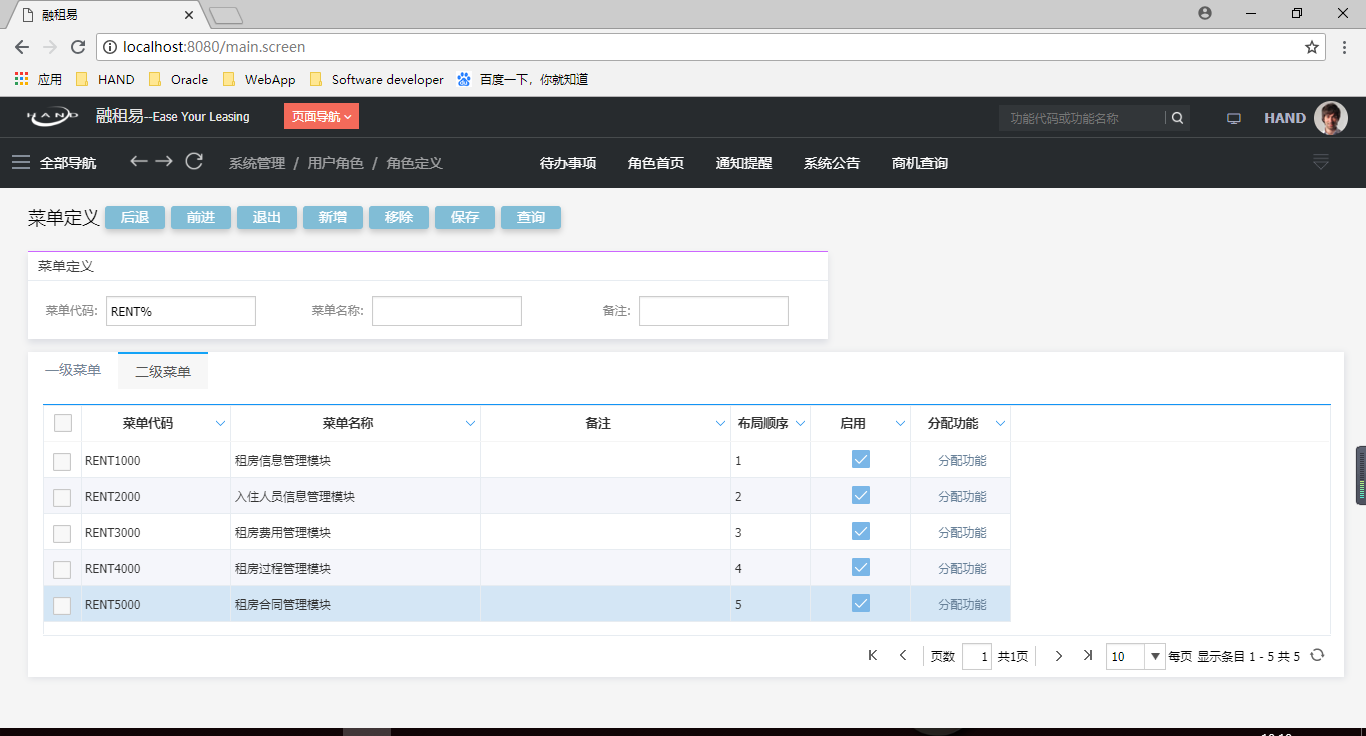 融租易
localhost:8080/main.screen
应用 HAND Oracle WebApp Software developer 百度一下，你就知道
HAND 融租易--Ease Your Leasing 页面导航 功能代码或功能名称 HAND
全部导航 系统管理 / 用户角色 / 角色定义 待办事项 角色首页 通知提醒 系统公告 商机查询
菜单定义 后退 前进 退出 新增 移除 保存 查询
菜单定义
菜单代码: RENT% 菜单名称: 备注:
一级菜单 二级菜单
菜单代码 菜单名称 备注 布局顺序 启用 分配功能
RENT1000 租房信息管理模块 1 分配功能
RENT2000 入住人员信息管理模块 2 分配功能
RENT3000 租房费用管理模块 3 分配功能
RENT4000 租房过程管理模块 4 分配功能
RENT5000 租房合同管理模块 5 分配功能
页数 1 共1页 10 每页 显示条目 1 - 5 共 5